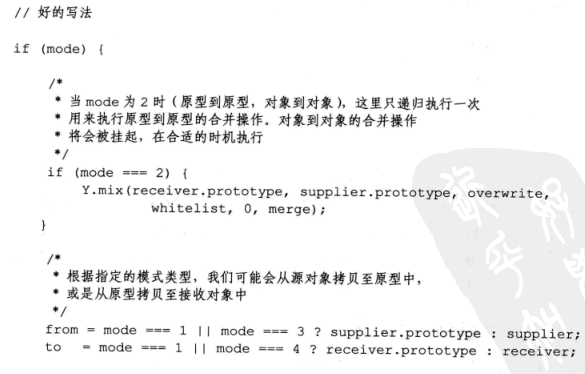 // 好的写法
if (mode) {
/*
* 当 mode 为 2 时（原型到原型，对象到对象），这里只递归执行一次
* 用来执行原型到原型的合并操作。对象到对象的合并操作
* 将会被挂起，在合适的时机执行
*/
if (mode === 2) {
Y.mix(receiver.prototype, supplier.prototype, overwrite,
whitelist, 0, merge);
}
/*
* 根据指定的模式类型，我们可能会从源对象拷贝至原型中，
* 或是从原型拷贝至接收对象中
*/
from = mode === 1 || mode === 3 ? supplier.prototype : supplier;
to = mode === 1 || mode === 4 ? receiver.prototype : receiver;